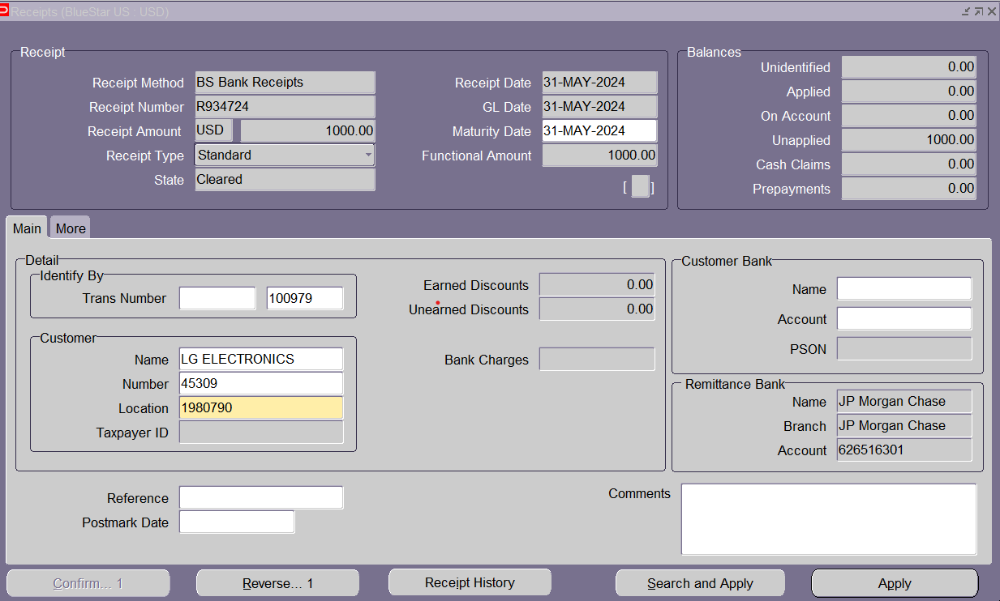 Receipts (BlueStar US : USD)
Receipt
Receipt Method BS Bank Receipts
Receipt Number R934724
Receipt Amount USD 1000.00
Receipt Type Standard
State Cleared
Receipt Date 31-MAY-2024
GL Date 31-MAY-2024
Maturity Date 31-MAY-2024
Functional Amount 1000.00
[ ]
Balances
Unidentified 0.00
Applied 0.00
On Account 0.00
Unapplied 1000.00
Cash Claims 0.00
Prepayments 0.00
Main More
Detail
Identify By
Trans Number 100979
Customer
Name LG ELECTRONICS
Number 45309
Location 1980790
Taxpayer ID
Earned Discounts 0.00
Unearned Discounts 0.00
Bank Charges
Customer Bank
Name
Account
PSON
Remittance Bank
Name JP Morgan Chase
Branch JP Morgan Chase
Account 626516301
Reference
Postmark Date
Comments
Confirm... 1 Reverse... 1 Receipt History Search and Apply Apply